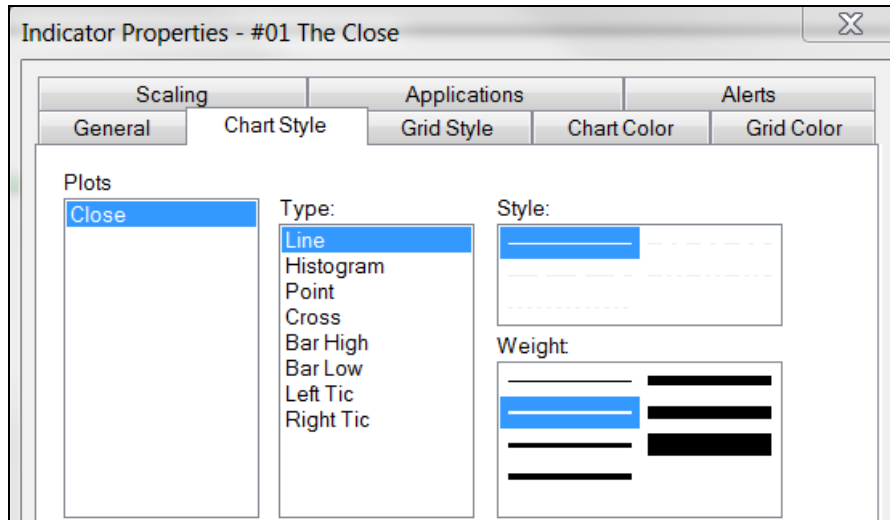 Indicator Properties - #01 The Close
Scaling Applications Alerts
General Chart Style Grid Style Chart Color Grid Color
Plots
Close
Type:
Line
Histogram
Point
Cross
Bar High
Bar Low
Left Tic
Right Tic
Style:
Weight: